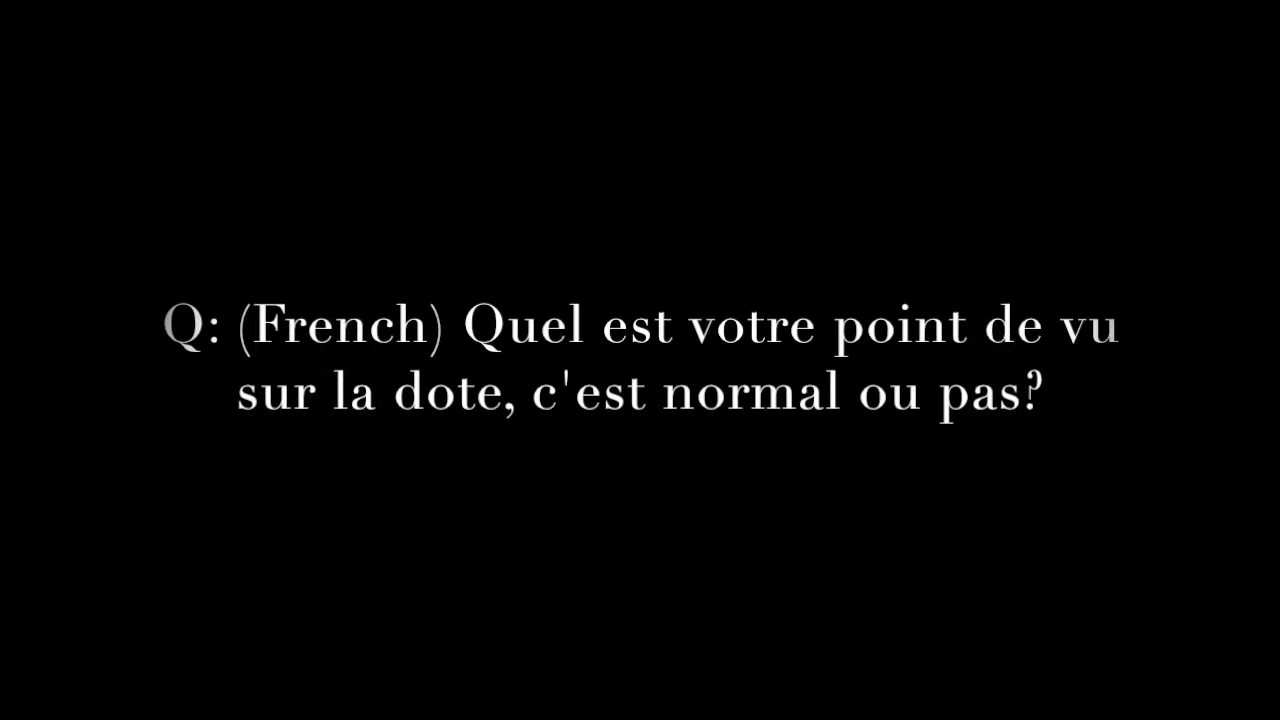 Q: (French) Quel est votre point de vu
sur la dote, c'est normal ou pas?